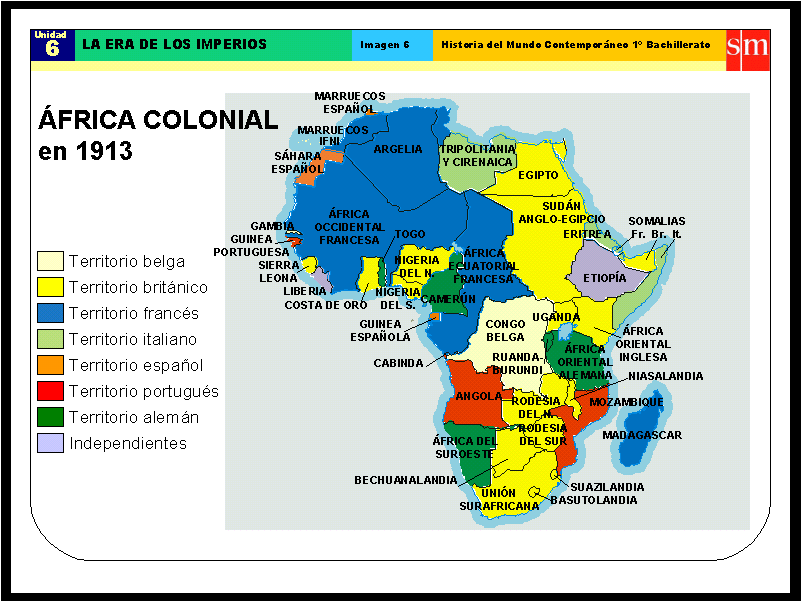 Unidad
6
LA ERA DE LOS IMPERIOS
Imagen 6
Historia del Mundo Contemporáneo 1º Bachillerato
sm
ÁFRICA COLONIAL
en 1913
Territorio belga
Territorio británico
Territorio francés
Territorio italiano
Territorio español
Territorio portugués
Territorio alemán
Independientes
MARRUECOS
ESPAÑOL
MARRUECOS
IFNI
SÁHARA
ESPAÑOL
ARGELIA
TRIPOLITANIA
Y CIRENAICA
EGIPTO
ÁFRICA
OCCIDENTAL
FRANCESA
SUDÁN
ANGLO-EGIPCIO
ERITREA
SOMALIAS
Fr. Br. It.
GAMBIA
GUINEA
PORTUGUESA
SIERRA
LEONA
LIBERIA
COSTA DE ORO
TOGO
NIGERIA
DEL N.
NIGERIA
DEL S.
CAMERÚN
ÁFRICA
ECUATORIAL
FRANCESA
ETIOPÍA
GUINEA
ESPAÑOLA
CABINDA
CONGO
BELGA
UGANDA
RUANDA-
BURUNDI
ÁFRICA
ORIENTAL
INGLESA
ÁFRICA
ORIENTAL
ALEMANA
NIASALANDIA
ANGOLA
RODESIA
DEL N.
RODESIA
DEL SUR
MOZAMBIQUE
MADAGASCAR
ÁFRICA DEL
SUROESTE
BECHUANALANDIA
UNIÓN
SURAFRICANA
SUAZILANDIA
BASUTOLANDIA